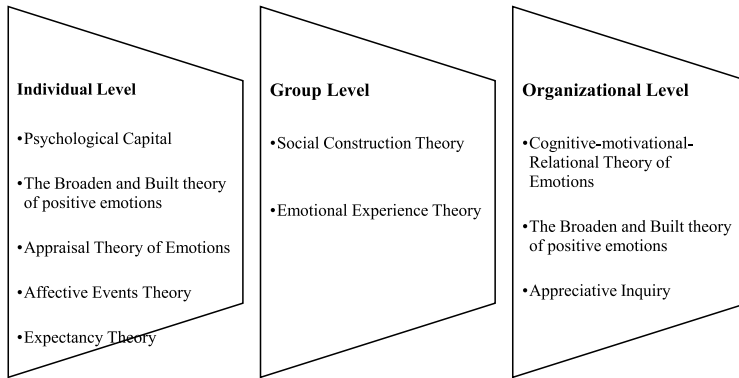 Individual Level
•Psychological Capital
•The Broaden and Built theory
of positive emotions
•Appraisal Theory of Emotions
•Affective Events Theory
•Expectancy Theory
Group Level
•Social Construction Theory
•Emotional Experience Theory
Organizational Level
•Cognitive-motivational-
Relational Theory of
Emotions
•The Broaden and Built theory
of positive emotions
•Appreciative Inquiry